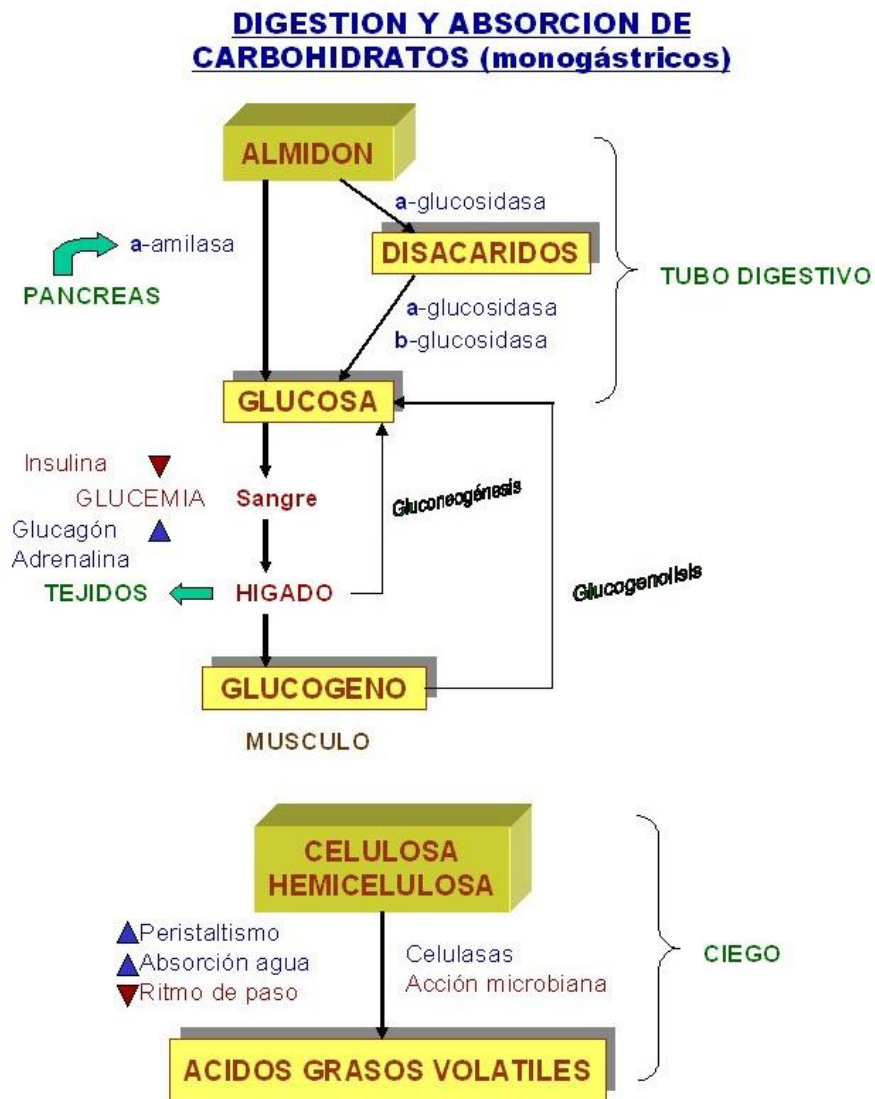 DIGESTION Y ABSORCION DE
CARBOHIDRATOS (monogástricos)
ALMIDON
a-glucosidasa
a-amilasa
DISACARIDOS
PANCREAS
TUBO DIGESTIVO
a-glucosidasa
b-glucosidasa
GLUCOSA
Insulina
GLUCEMIA
Sangre
Gluconeogénesis
Glucagón
Adrenalina
Glucogenolisis
TEJIDOS
HIGADO
GLUCOGENO
MUSCULO
CELULOSA
HEMICELULOSA
Peristaltismo
Absorción agua
Ritmo de paso
Celulasas
Acción microbiana
CIEGO
ACIDOS GRASOS VOLATILES